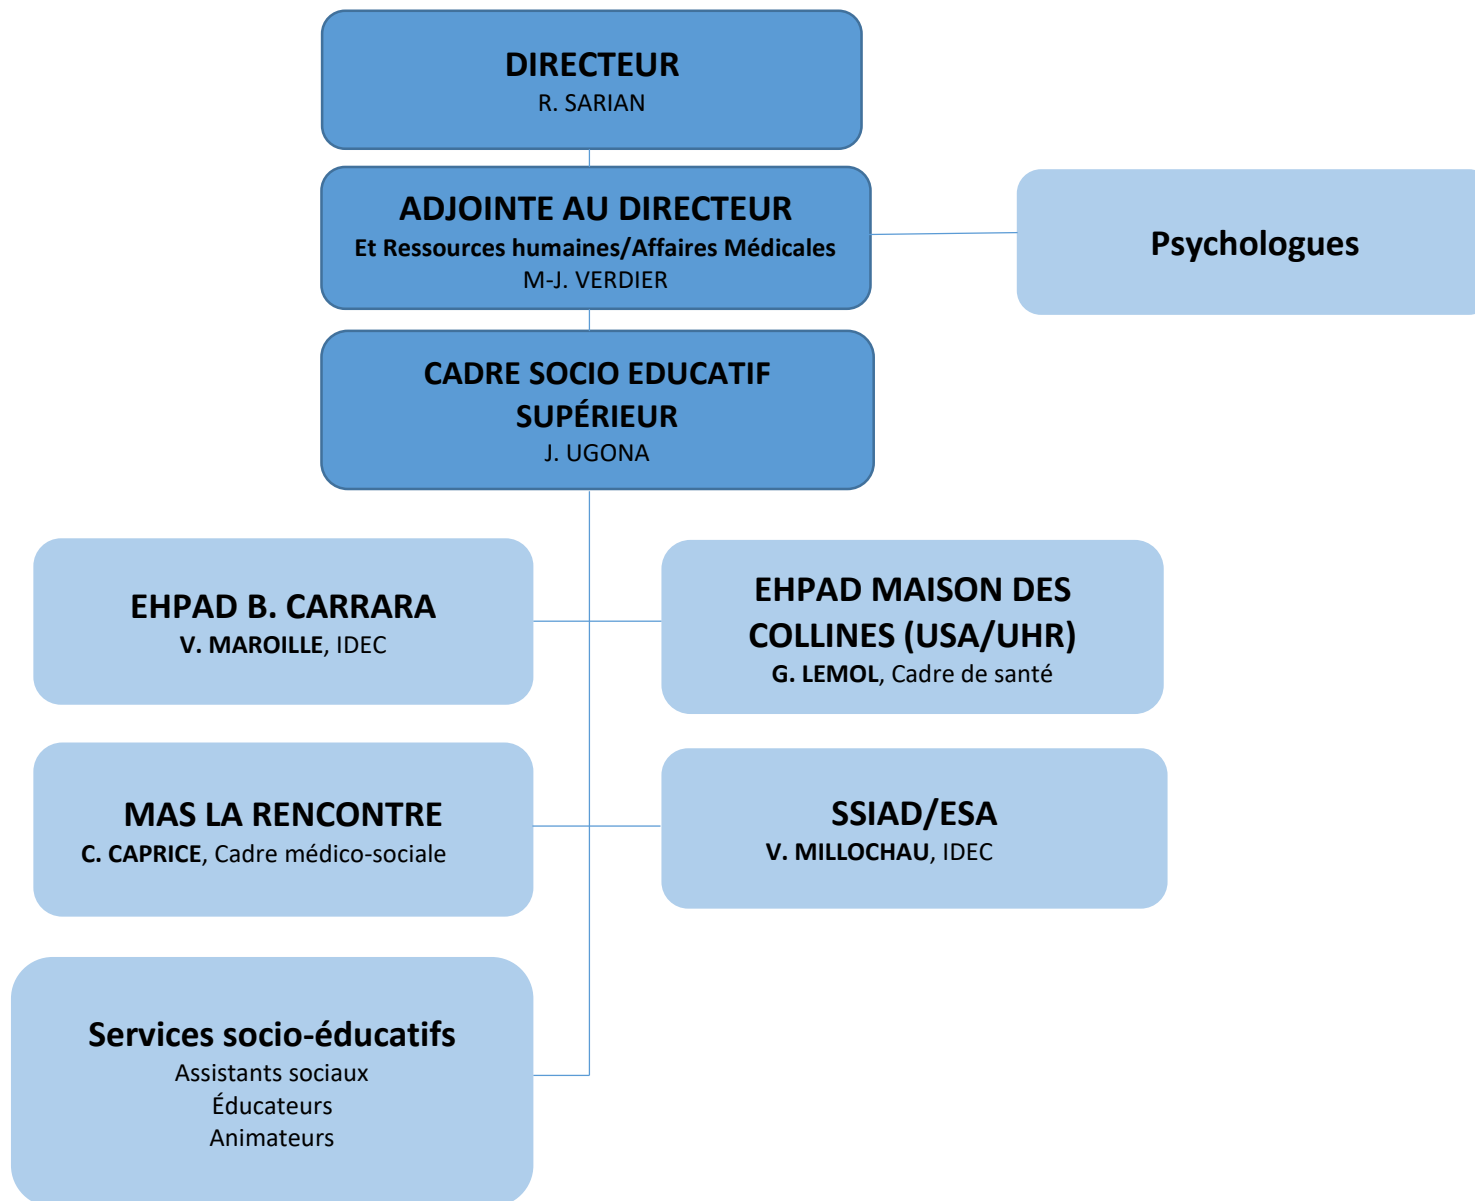 DIRECTEUR
R. SARIAN
ADJOINTE AU DIRECTEUR
Et Ressources humaines/Affaires Médicales
M-J. VERDIER
Psychologues
CADRE SOCIO EDUCATIF
SUPÉRIEUR
J. UGONA
EHPAD B. CARRARA
V. MAROILLE, IDEC
EHPAD MAISON DES
COLLINES (USA/UHR)
G. LEMOL, Cadre de santé
MAS LA RENCONTRE
C. CAPRICE, Cadre médico-sociale
SSIAD/ESA
V. MILLOCHAU, IDEC
Services socio-éducatifs
Assistants sociaux
Éducateurs
Animateurs